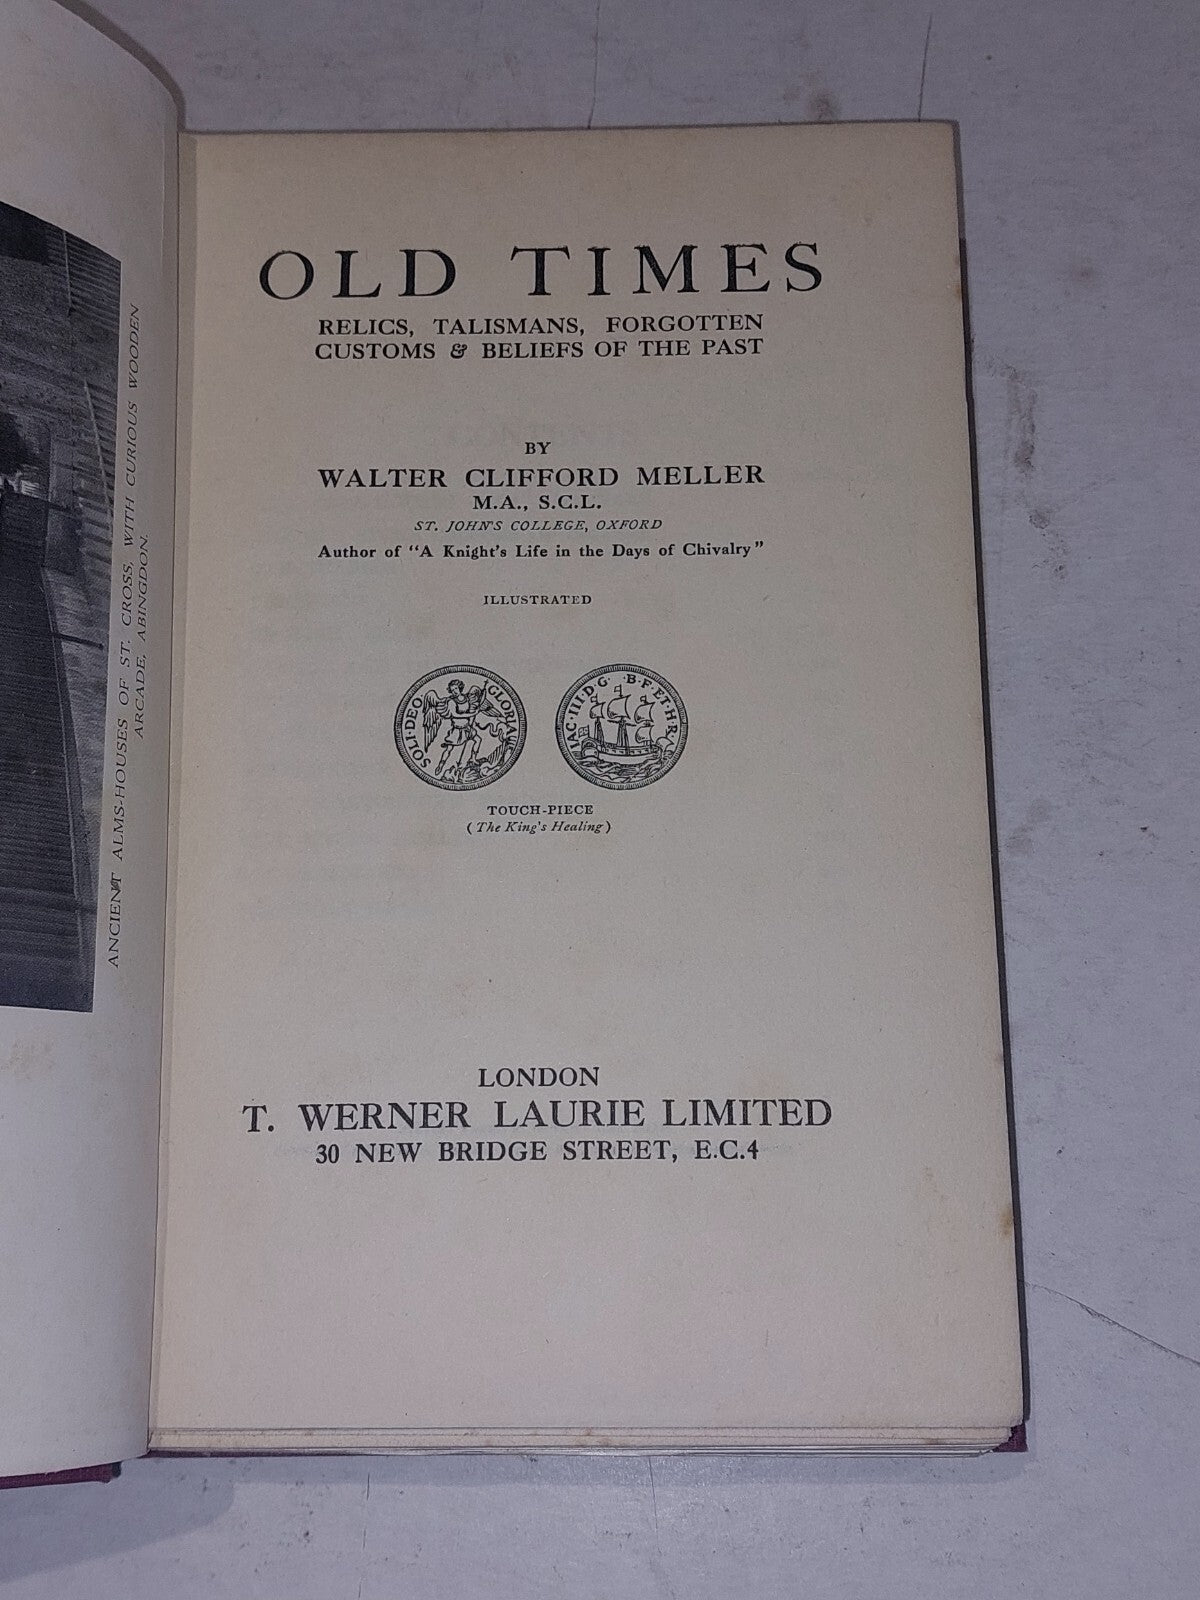 ANCIENT ALMS-HOUSES OF ST. CROSS, WITH CURIOUS WOODEN
ARCADE, ABINGDON.
OLD TIMES
RELICS, TALISMANS, FORGOTTEN
CUSTOMS & BELIEFS OF THE PAST
BY
WALTER CLIFFORD MELLER
M.A., S.C.L.
ST. JOHN'S COLLEGE, OXFORD
Author of "A Knight's Life in the Days of Chivalry"
ILLUSTRATED
SOLI·DEO· GLORIA
IAC·III·D·G· B·F·ET·H·R·
TOUCH-PIECE
(The King's Healing)
LONDON
T. WERNER LAURIE LIMITED
30 NEW BRIDGE STREET, E.C.4